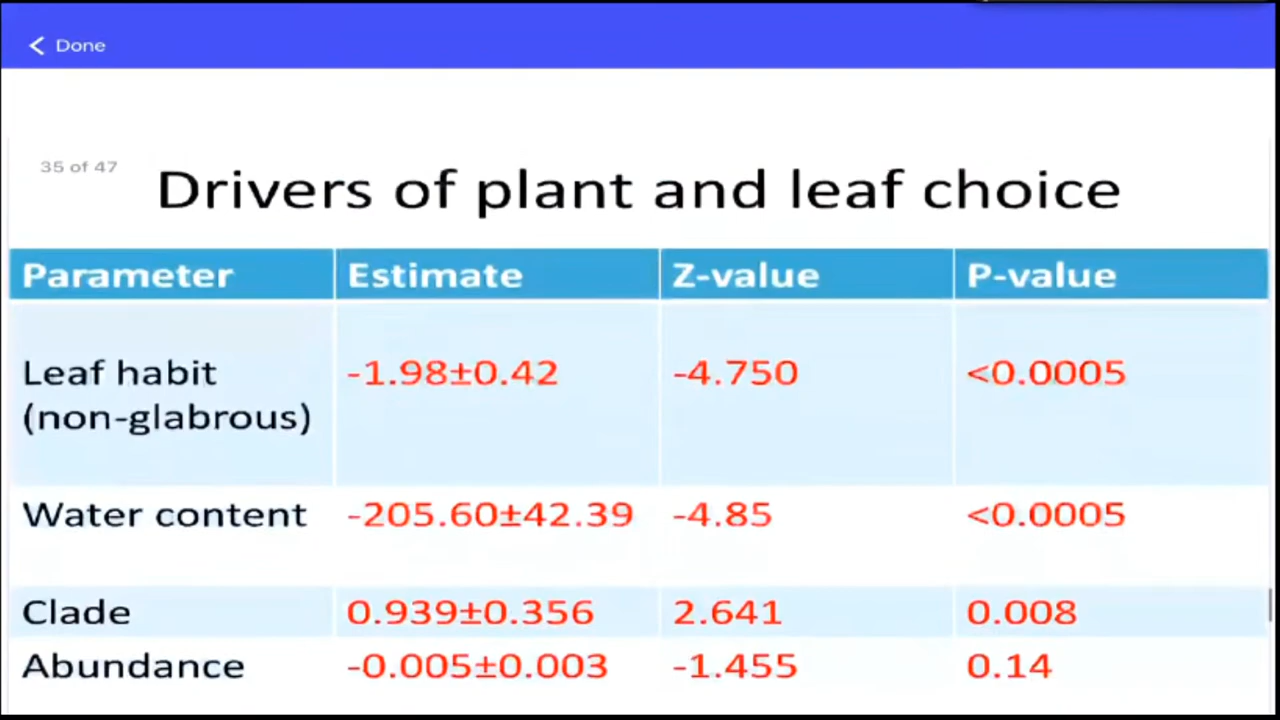 Done
35 of 47
Drivers of plant and leaf choice
Parameter Estimate Z-value P-value
Leaf habit -1.98±0.42 -4.750 <0.0005
(non-glabrous)
Water content -205.60±42.39 -4.85 <0.0005
Clade 0.939±0.356 2.641 0.008
Abundance -0.005±0.003 -1.455 0.14